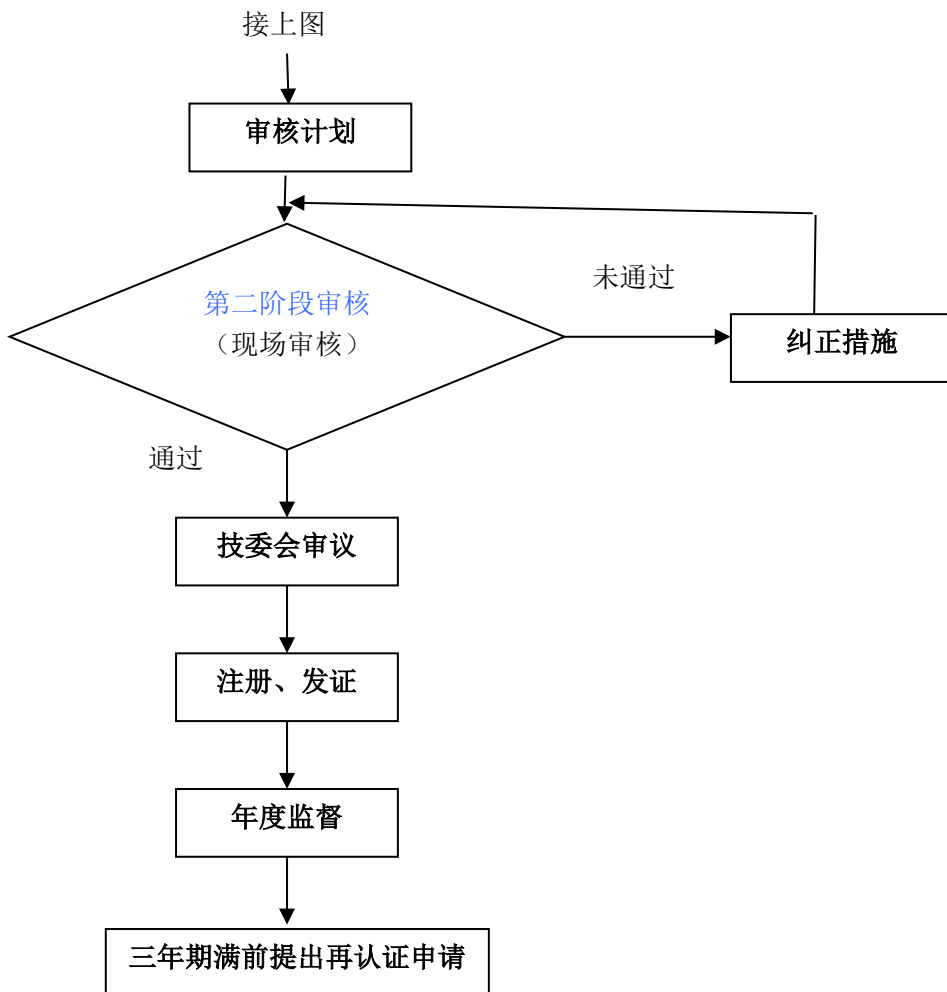 接上图
审核计划
第二阶段审核
（现场审核）
未通过
纠正措施
通过
技委会审议
注册、发证
年度监督
三年期满前提出再认证申请